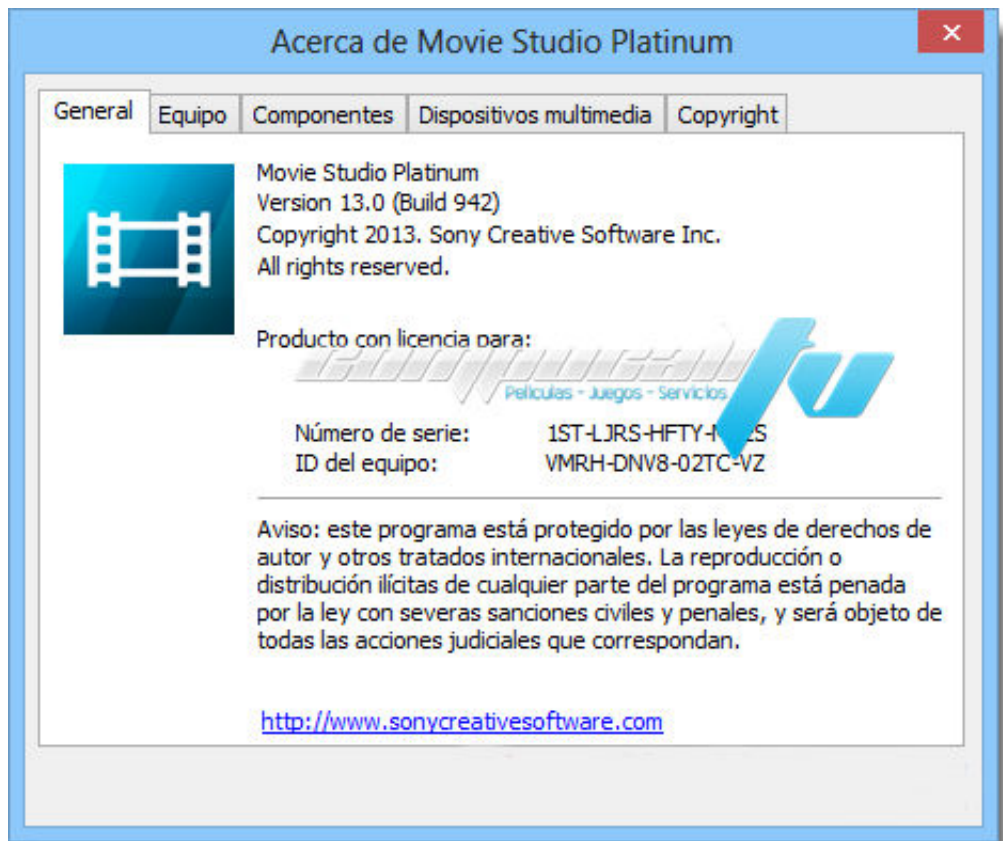 Acerca de Movie Studio Platinum
General Equipo Componentes Dispositivos multimedia Copyright
Movie Studio Platinum
Version 13.0 (Build 942)
Copyright 2013. Sony Creative Software Inc.
All rights reserved.
Producto con licencia para:
compucalitv
Películas - Juegos - Servicios
Número de serie: 1ST-LJRS-HFTY-
ID del equipo: VMRH-DNV8-02TC-VZ
Aviso: este programa está protegido por las leyes de derechos de
autor y otros tratados internacionales. La reproducción o
distribución ilícitas de cualquier parte del programa está penada
por la ley con severas sanciones civiles y penales, y será objeto de
todas las acciones judiciales que correspondan.
http://www.sonycreativesoftware.com